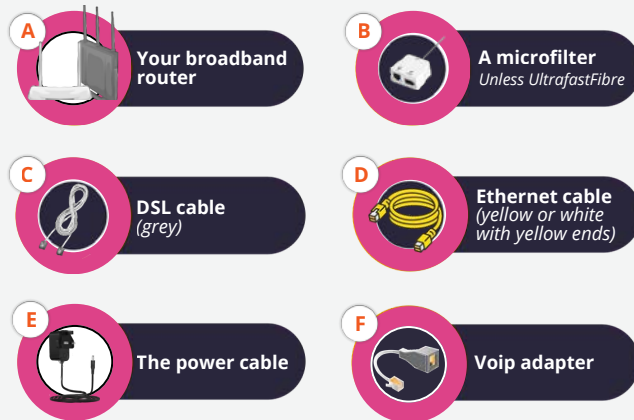 A
Your broadband
router
B
A microfilter
Unless UltrafastFibre
C
DSL cable
(grey)
D
Ethernet cable
(yellow or white
with yellow ends)
E
The power cable
F
Voip adapter